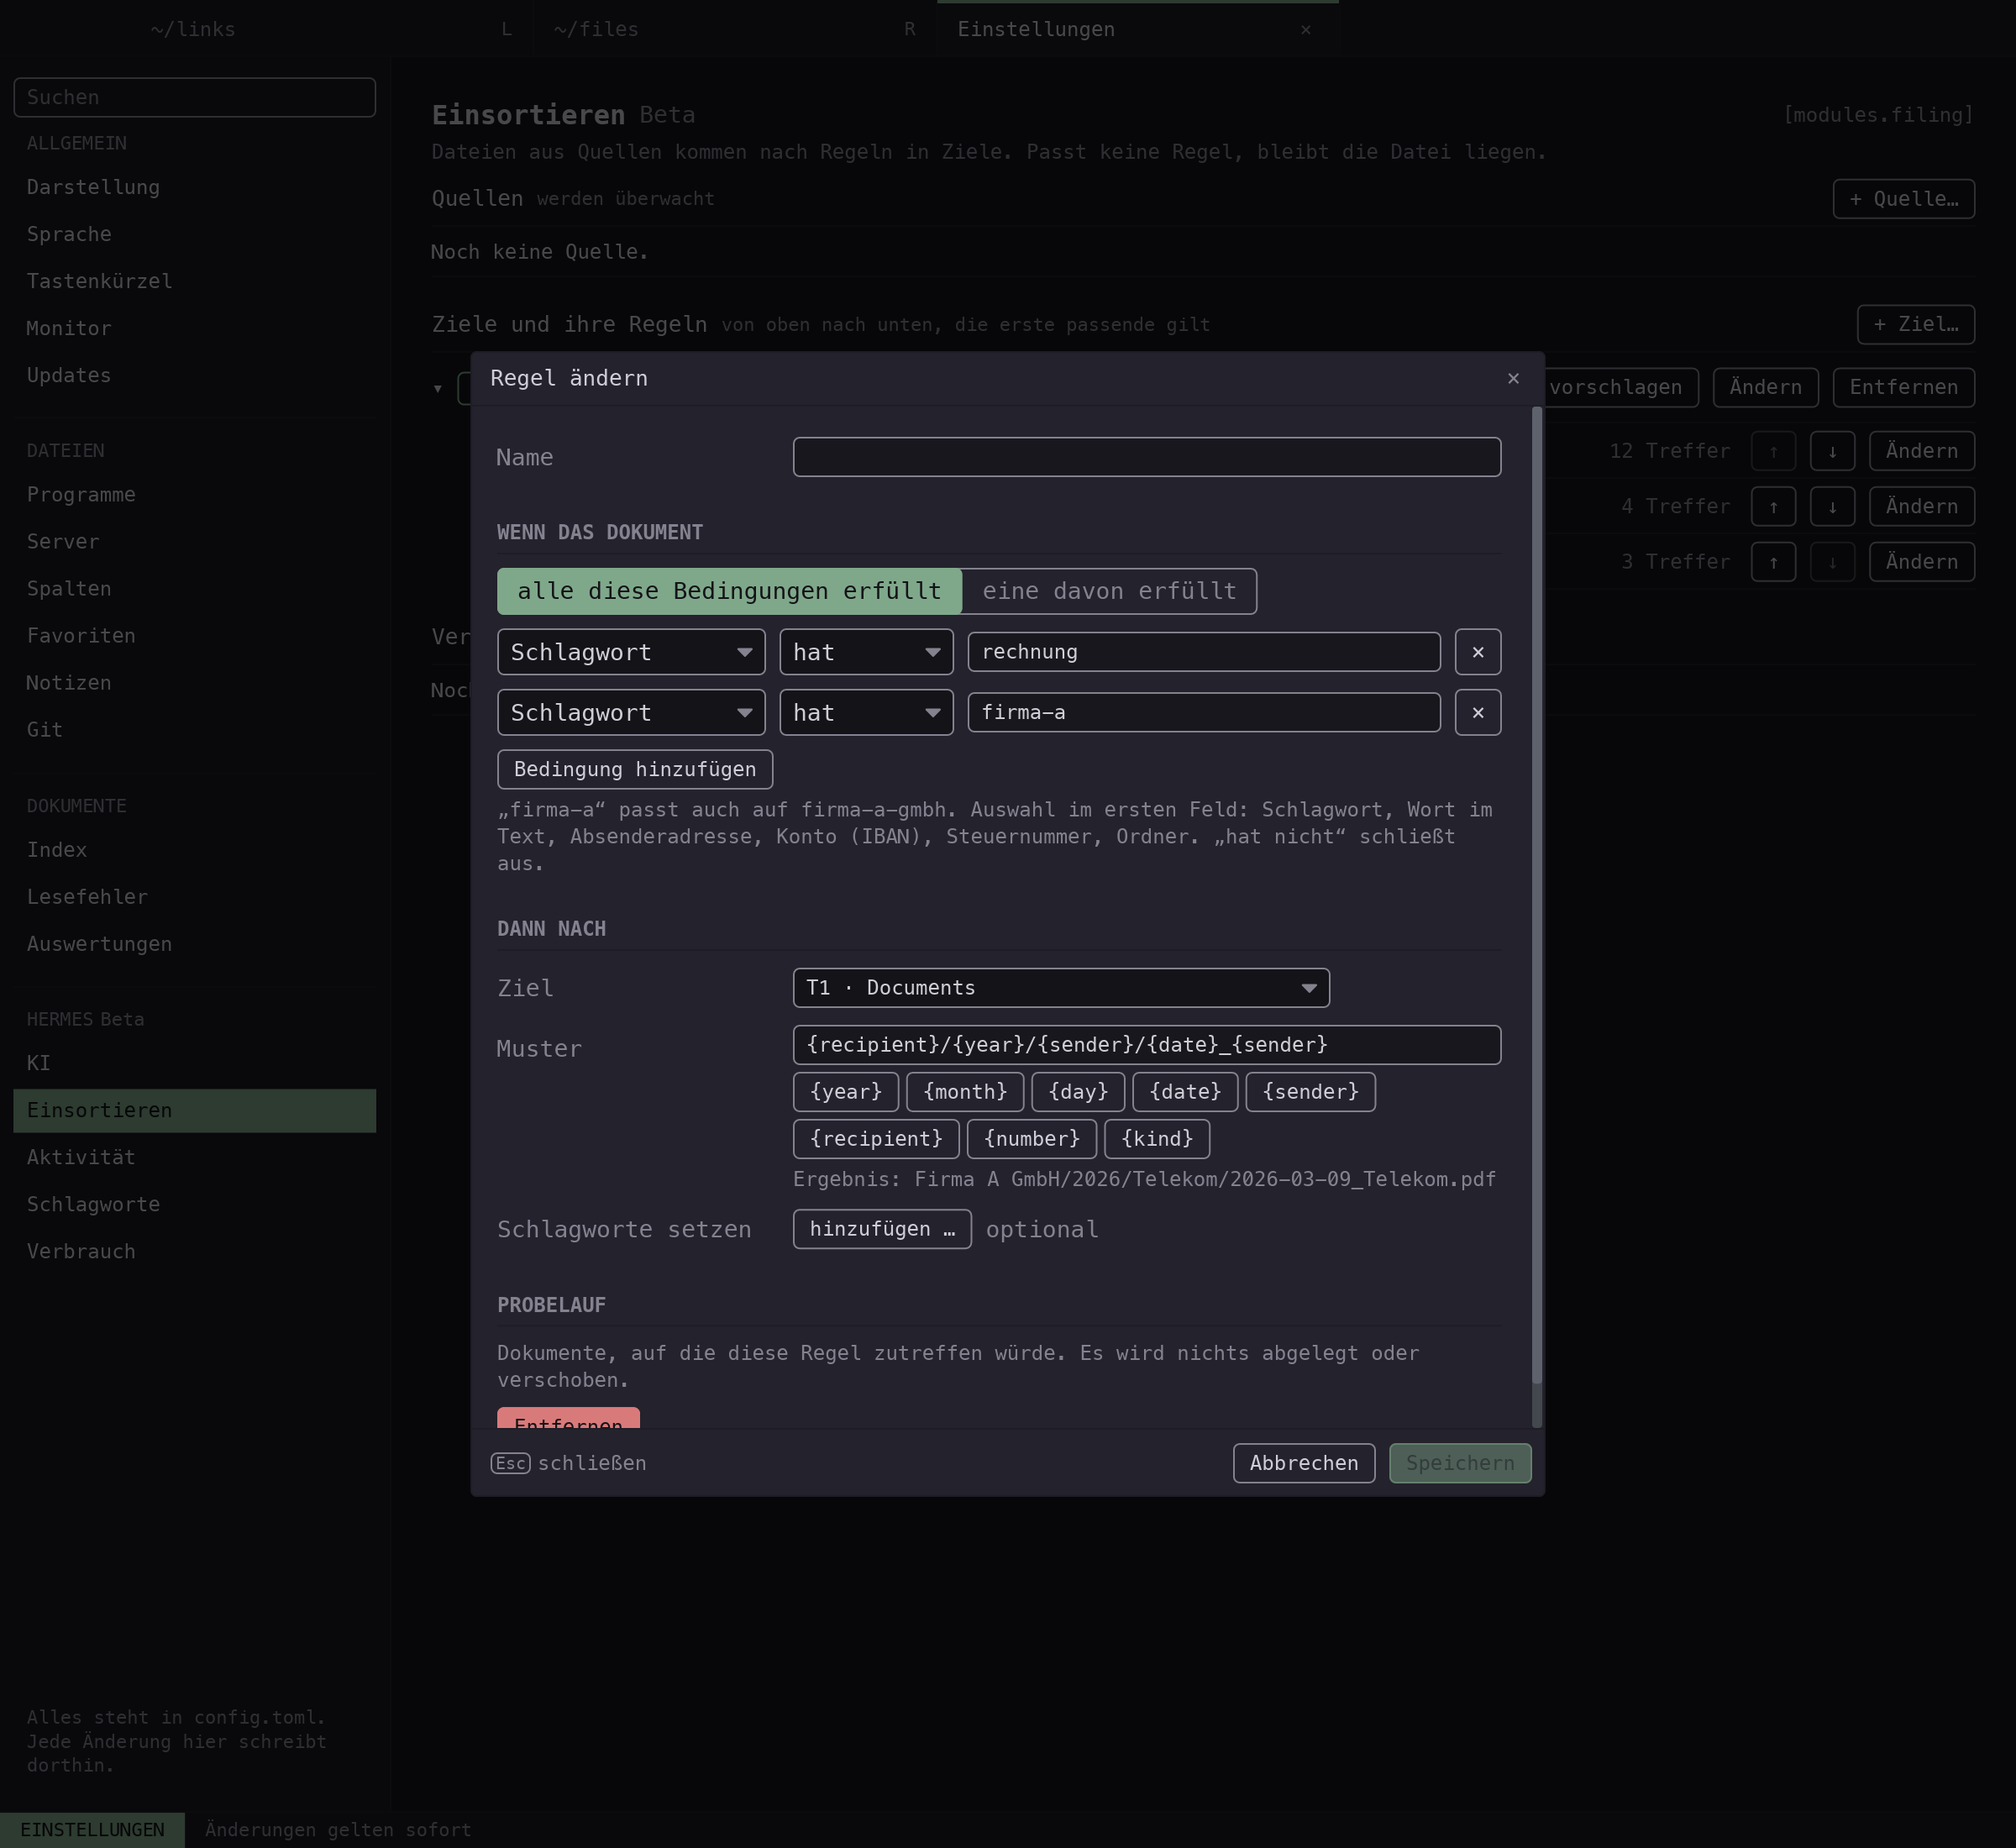 ~/links L ~/files R Einstellungen ×
Suchen
ALLGEMEIN
Darstellung
Sprache
Tastenkürzel
Monitor
Updates
DATEIEN
Programme
Server
Spalten
Favoriten
Notizen
Git
DOKUMENTE
Index
Lesefehler
Auswertungen
HERMES Beta
KI
Einsortieren
Aktivität
Schlagworte
Verbrauch
Alles steht in config.toml.
Jede Änderung hier schreibt
dorthin.
Einsortieren Beta [modules.filing]
Dateien aus Quellen kommen nach Regeln in Ziele. Passt keine Regel, bleibt die Datei liegen.
Quellen werden überwacht + Quelle…
Noch keine Quelle.
Ziele und ihre Regeln von oben nach unten, die erste passende gilt + Ziel…
▾ vorschlagen Ändern Entfernen
12 Treffer ↑ ↓ Ändern
4 Treffer ↑ ↓ Ändern
3 Treffer ↑ ↓ Ändern
Ver
Noc
Regel ändern ×
Name
WENN DAS DOKUMENT
alle diese Bedingungen erfüllt eine davon erfüllt
Schlagwort hat rechnung ×
Schlagwort hat firma-a ×
Bedingung hinzufügen
„firma-a“ passt auch auf firma-a-gmbh. Auswahl im ersten Feld: Schlagwort, Wort im
Text, Absenderadresse, Konto (IBAN), Steuernummer, Ordner. „hat nicht“ schließt
aus.
DANN NACH
Ziel T1 · Documents
Muster {recipient}/{year}/{sender}/{date}_{sender}
{year} {month} {day} {date} {sender}
{recipient} {number} {kind}
Ergebnis: Firma A GmbH/2026/Telekom/2026-03-09_Telekom.pdf
Schlagworte setzen hinzufügen … optional
PROBELAUF
Dokumente, auf die diese Regel zutreffen würde. Es wird nichts abgelegt oder
verschoben.
Entfernen
Esc schließen Abbrechen Speichern
EINSTELLUNGEN Änderungen gelten sofort